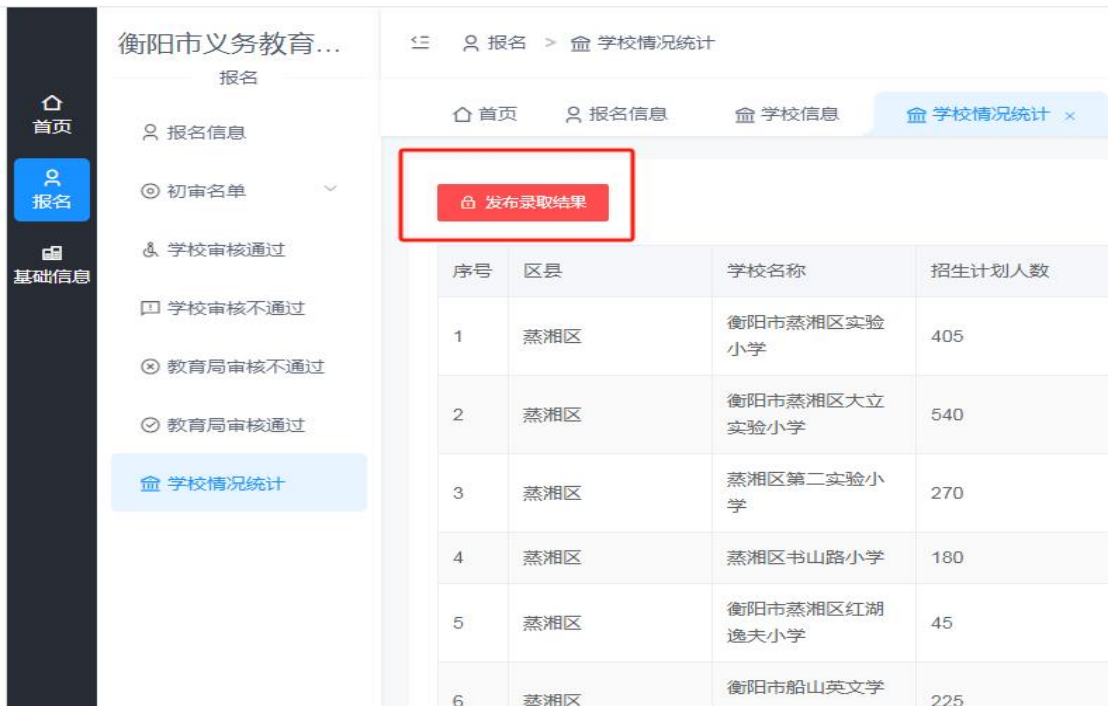 衡阳市义务教育...
报名
首页
报名
基础信息
报名信息
初审名单
学校审核通过
学校审核不通过
教育局审核不通过
教育局审核通过
学校情况统计
报名 > 学校情况统计
首页 报名信息 学校信息 学校情况统计 ×
发布录取结果
序号 区县 学校名称 招生计划人数
1 蒸湘区 衡阳市蒸湘区实验
小学 405
2 蒸湘区 衡阳市蒸湘区大立
实验小学 540
3 蒸湘区 蒸湘区第二实验小
学 270
4 蒸湘区 蒸湘区书山路小学 180
5 蒸湘区 衡阳市蒸湘区红湖
逸夫小学 45
6 蒸湘区 衡阳市船山英文学
225